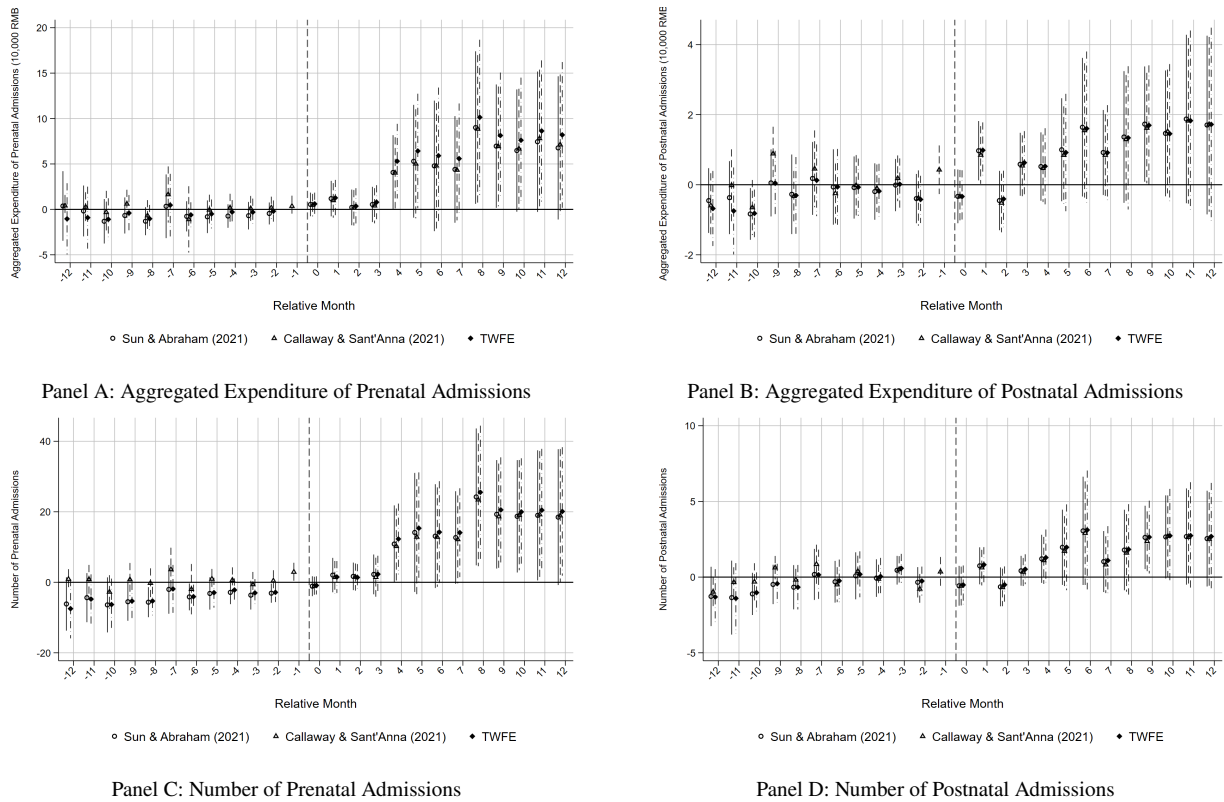 Aggregated Expenditure of Prenatal Admissions (10,000 RMB
20
15
10
5
0
-5
-12 -11 -10 -9 -8 -7 -6 -5 -4 -3 -2 -1 0 1 2 3 4 5 6 7 8 9 10 11 12
Relative Month
Sun & Abraham (2021) Callaway & Sant'Anna (2021) TWFE
Panel A: Aggregated Expenditure of Prenatal Admissions
Aggregated Expenditure of Postnatal Admissions (10,000 RME
4
2
0
-2
-12 -11 -10 -9 -8 -7 -6 -5 -4 -3 -2 -1 0 1 2 3 4 5 6 7 8 9 10 11 12
Relative Month
Sun & Abraham (2021) Callaway & Sant'Anna (2021) TWFE
Panel B: Aggregated Expenditure of Postnatal Admissions
Number of Prenatal Admissions
40
20
0
-20
-12 -11 -10 -9 -8 -7 -6 -5 -4 -3 -2 -1 0 1 2 3 4 5 6 7 8 9 10 11 12
Relative Month
Sun & Abraham (2021) Callaway & Sant'Anna (2021) TWFE
Panel C: Number of Prenatal Admissions
Number of Postnatal Admissions
10
5
0
-5
-12 -11 -10 -9 -8 -7 -6 -5 -4 -3 -2 -1 0 1 2 3 4 5 6 7 8 9 10 11 12
Relative Month
Sun & Abraham (2021) Callaway & Sant'Anna (2021) TWFE
Panel D: Number of Postnatal Admissions